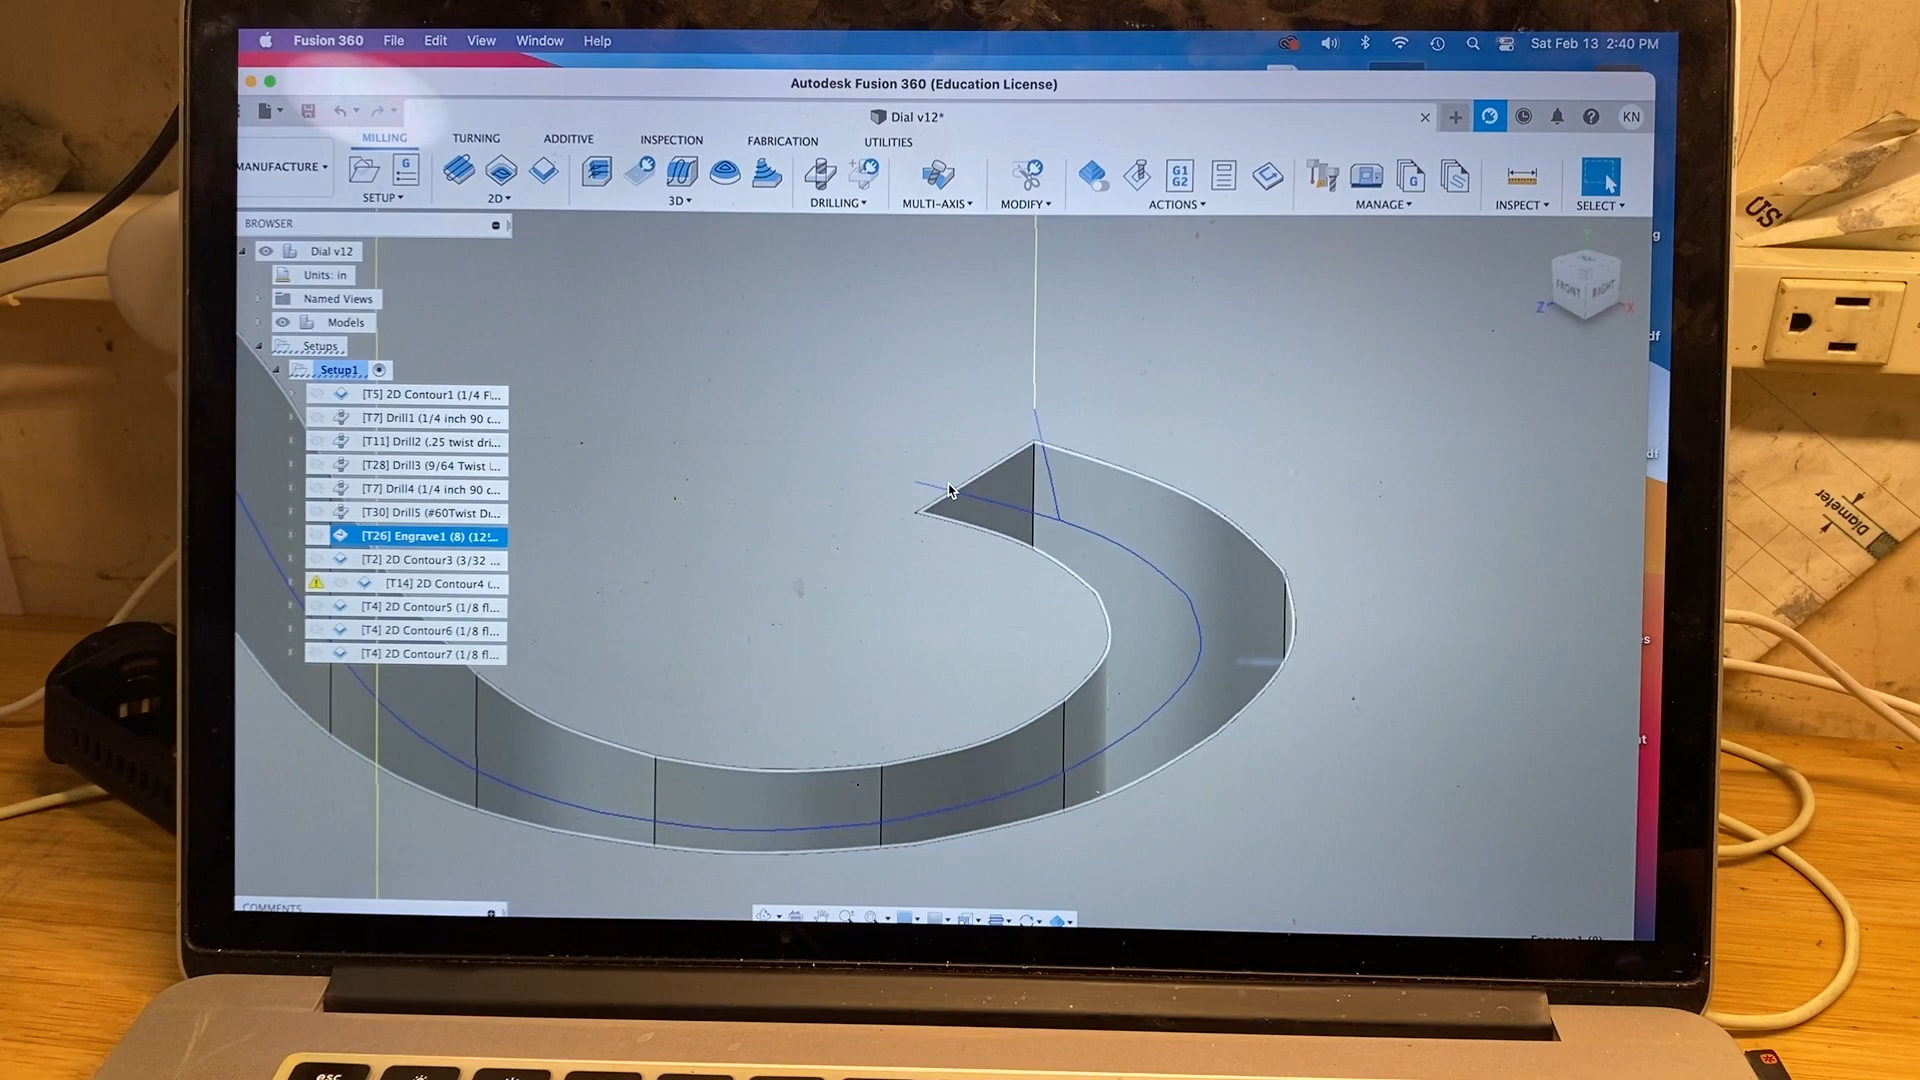 Fusion 360 File Edit View Window Help
Sat Feb 13 2:40 PM
Autodesk Fusion 360 (Education License)
Dial v12*
KN
MILLING TURNING ADDITIVE INSPECTION FABRICATION UTILITIES
MANUFACTURE
G
G1
G2
G
SETUP 2D 3D DRILLING MULTI-AXIS MODIFY ACTIONS MANAGE INSPECT SELECT
BROWSER
Dial v12
Units: in
Named Views
Models
Setups
Setup1
[T5] 2D Contour1 (1/4 F...
[T7] Drill1 (1/4 inch 90 c...
[T11] Drill2 (.25 twist dri...
[T28] Drill3 (9/64 Twist ...
[T7] Drill4 (1/4 inch 90 c...
[T30] Drill5 (#60Twist D...
[T26] Engrave1 (8) (12!...
[T2] 2D Contour3 (3/32 ...
[T14] 2D Contour4 (...
[T4] 2D Contour5 (1/8 fl...
[T4] 2D Contour6 (1/8 fl...
[T4] 2D Contour7 (1/8 fl...
COMMENTS
Y
FRONT RIGHT
Z X
US
Diameter
esc